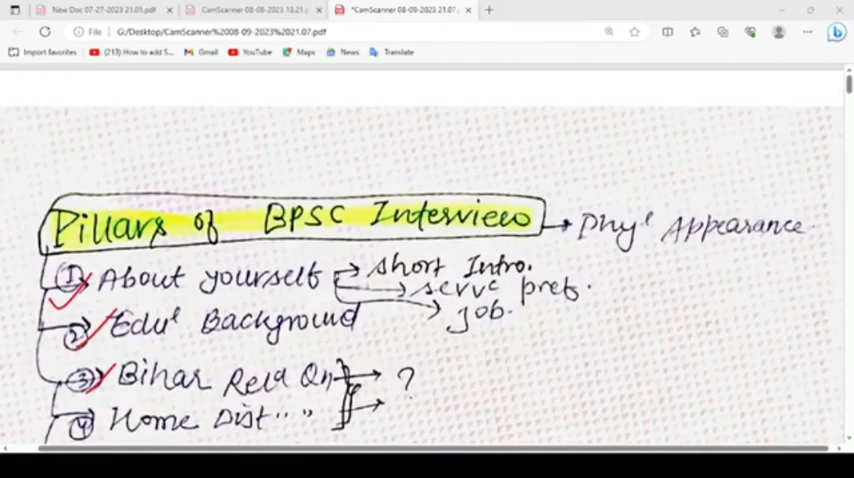 New Doc 07-27-2023 21.01.pdf
CamScanner 08-08-2023 13.21.p
*CamScanner 08-09-2023 21.07.p
File G:/Desktop/CamScanner%2008-09-2023%2021.07.pdf
Import favorites (213) How to add 5... Gmail YouTube Maps News Translate
Pillars of BPSC Interview → Phyl Appearance
① About yourself → short Intro.
→ servc pref.
→ job.
② Edul Background
③ Bihar Reld Qn → ?
④ Home Dist " "